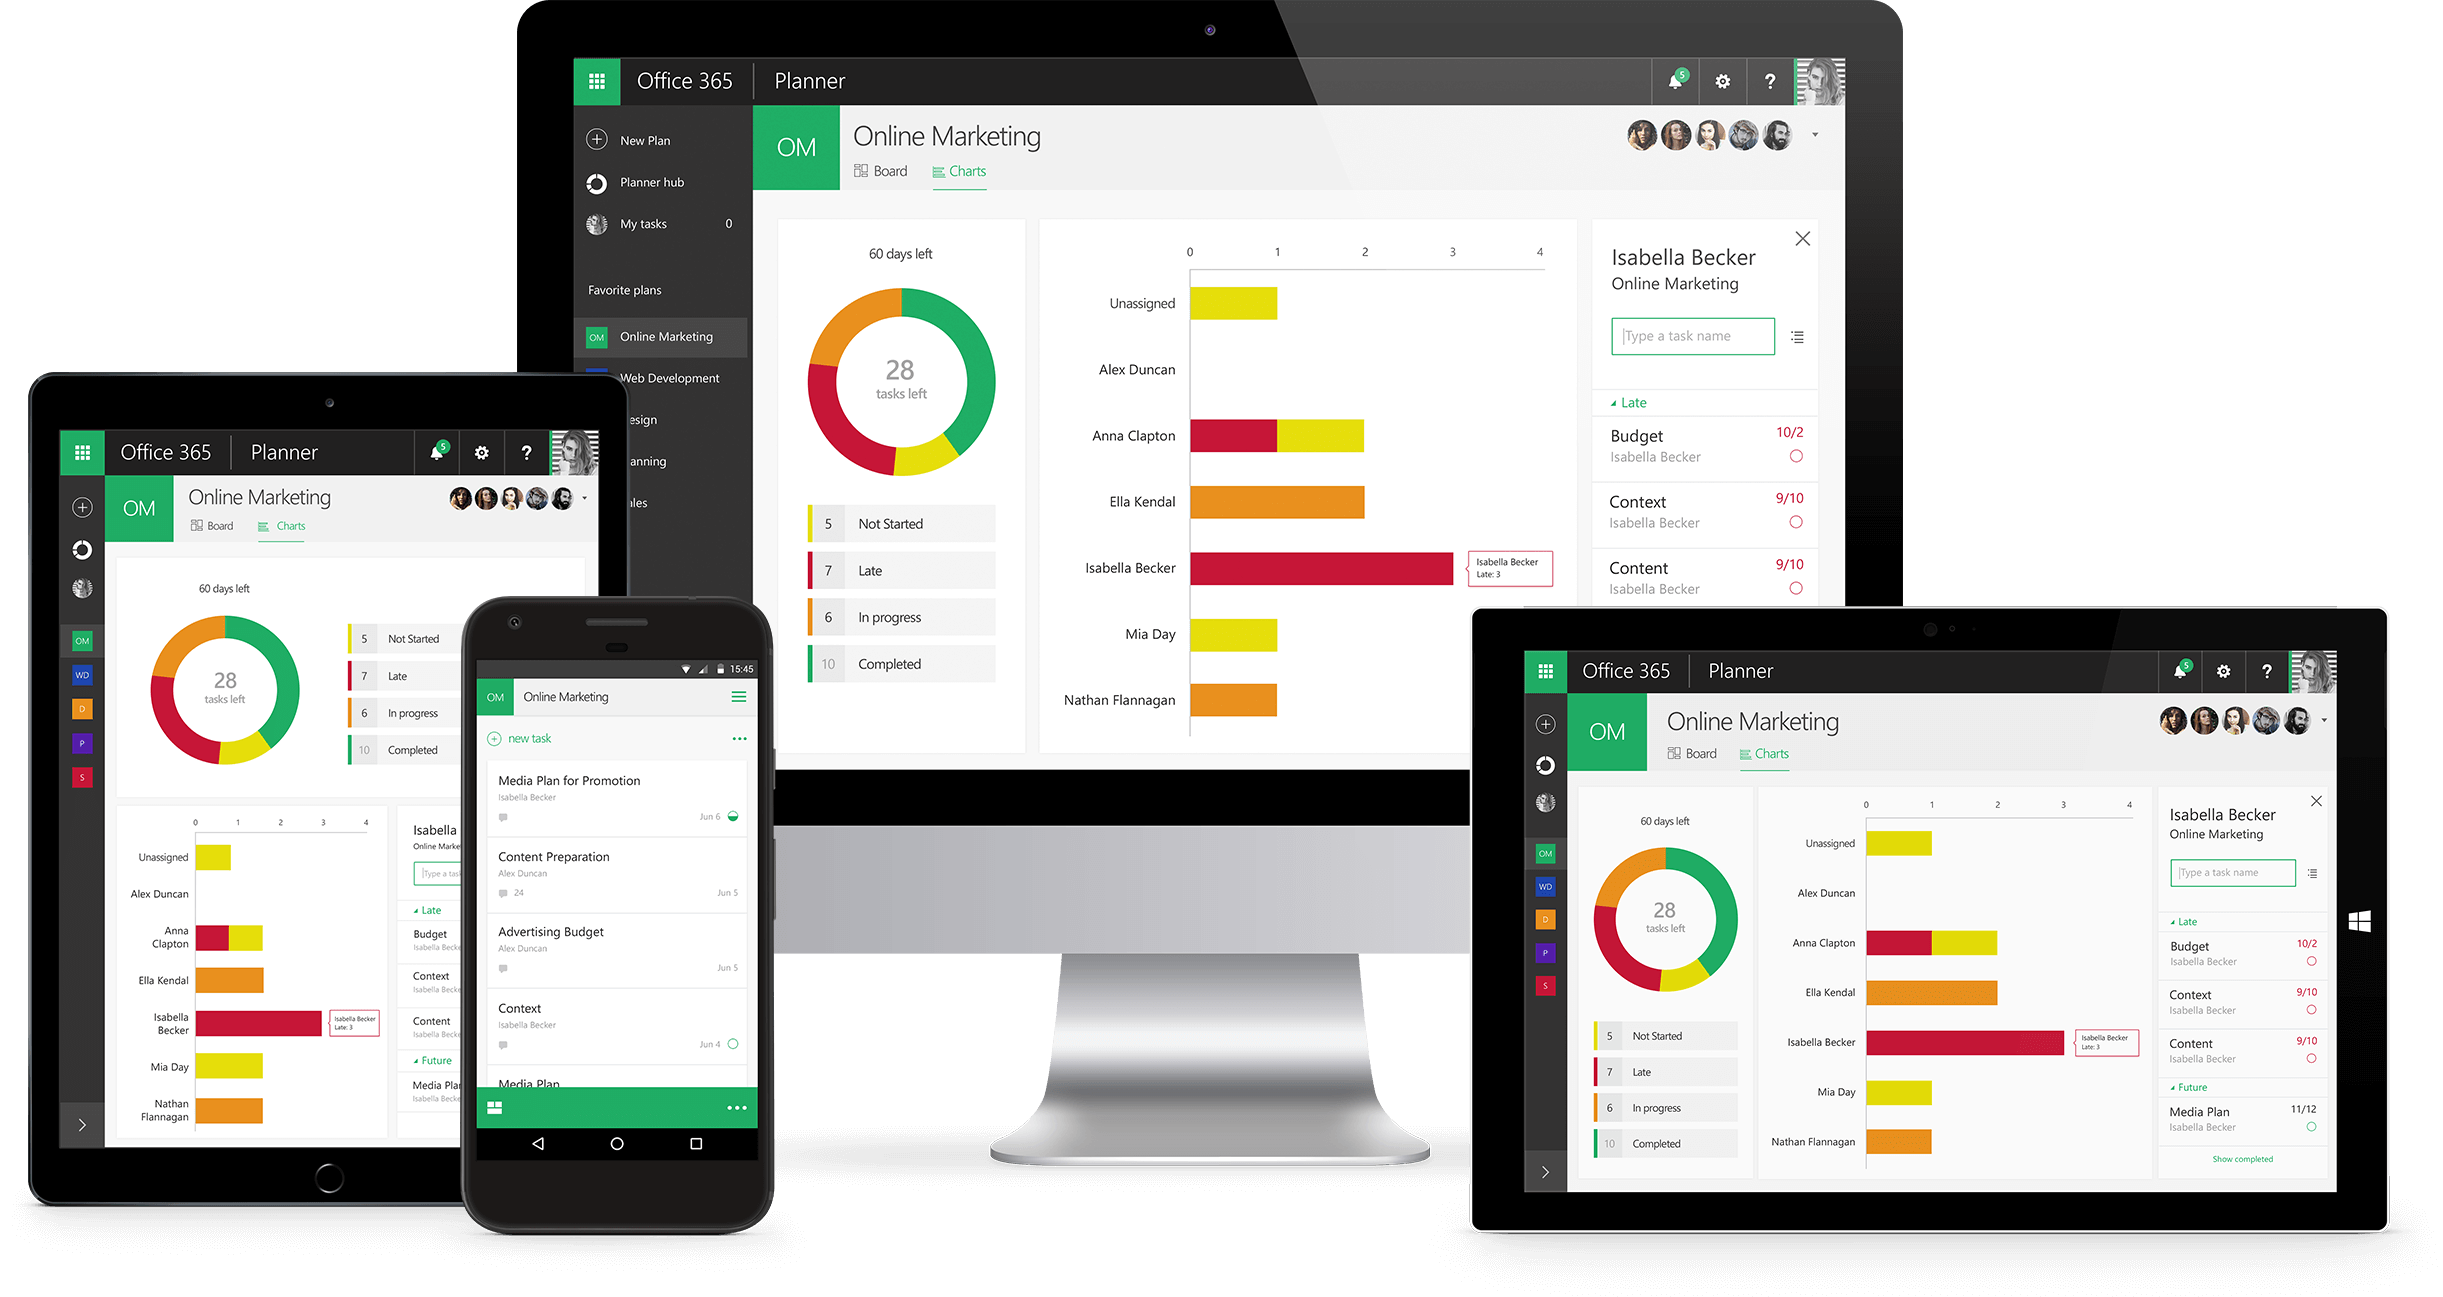 Office 365 Planner 5 ?
New Plan
Planner hub
My tasks 0
Favorite plans
OM Online Marketing
Web Development
esign
anning
ales
OM Online Marketing
Board Charts
60 days left
28
tasks left
5 Not Started
7 Late
6 In progress
10 Completed
0 1 2 3 4
Unassigned
Alex Duncan
Anna Clapton
Ella Kendal
Isabella Becker
Isabella Becker
Late: 3
Mia Day
Nathan Flannagan
Isabella Becker
Online Marketing
Type a task name
Late
Budget 10/2
Isabella Becker
Context 9/10
Isabella Becker
Content 9/10
Isabella Becker
Office 365 Planner 5 ?
OM Online Marketing
Board Charts
OM
WD
D
P
S
60 days left
28
tasks left
5 Not Started
7 Late
6 In progress
10 Completed
0 1 2 3 4
Unassigned
Alex Duncan
Anna
Clapton
Ella Kendal
Isabella
Becker
Isabella Becker
Late: 3
Mia Day
Nathan
Flannagan
Isabella
Online Marke
Type a tas
Late
Budget
Isabella Becke
Context
Isabella Becke
Content
Isabella Becke
Future
Media Plan
Isabella Becke
15:45
OM Online Marketing
new task
Media Plan for Promotion
Isabella Becker
Jun 6
Content Preparation
Alex Duncan
24 Jun 5
Advertising Budget
Alex Duncan
Jun 5
Context
Isabella Becker
Jun 4
Media Plan
Office 365 Planner 5 ?
OM Online Marketing
Board Charts
OM
WD
D
P
S
60 days left
28
tasks left
5 Not Started
7 Late
6 In progress
10 Completed
0 1 2 3 4
Unassigned
Alex Duncan
Anna Clapton
Ella Kendal
Isabella Becker
Isabella Becker
Late: 3
Mia Day
Nathan Flannagan
Isabella Becker
Online Marketing
Type a task name
Late
Budget 10/2
Isabella Becker
Context 9/10
Isabella Becker
Content 9/10
Isabella Becker
Future
Media Plan 11/12
Isabella Becker
Show completed